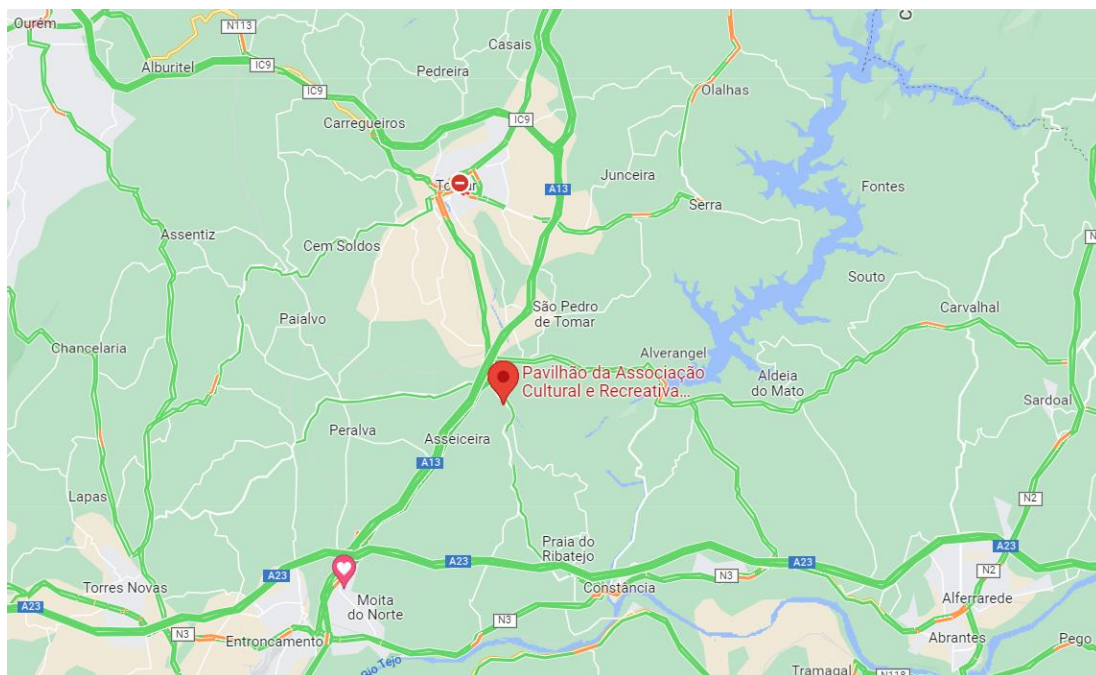 Ourém
N113
Casais
Alburitel
IC9
Pedreira
Olalhas
IC9
Carregueiros
IC9
Junceira
A13
Fontes
Serra
Assentiz
Cem Soldos
Souto
São Pedro
de Tomar
Carvalhal
Paialvo
Chancelaria
Alverangel
Pavilhão da Associação
Cultural e Recreativa...
Aldeia
do Mato
Sardoal
Peralva
Asseiceira
A13
Lapas
N2
Praia do
Ribatejo
A23
A23
A23
A23
N2
Torres Novas
N3
Constância
Moita
do Norte
Alferrarede
A23
N3
N3
Entroncamento
Abrantes
Pego
Rio Tejo
Tramagal
N118